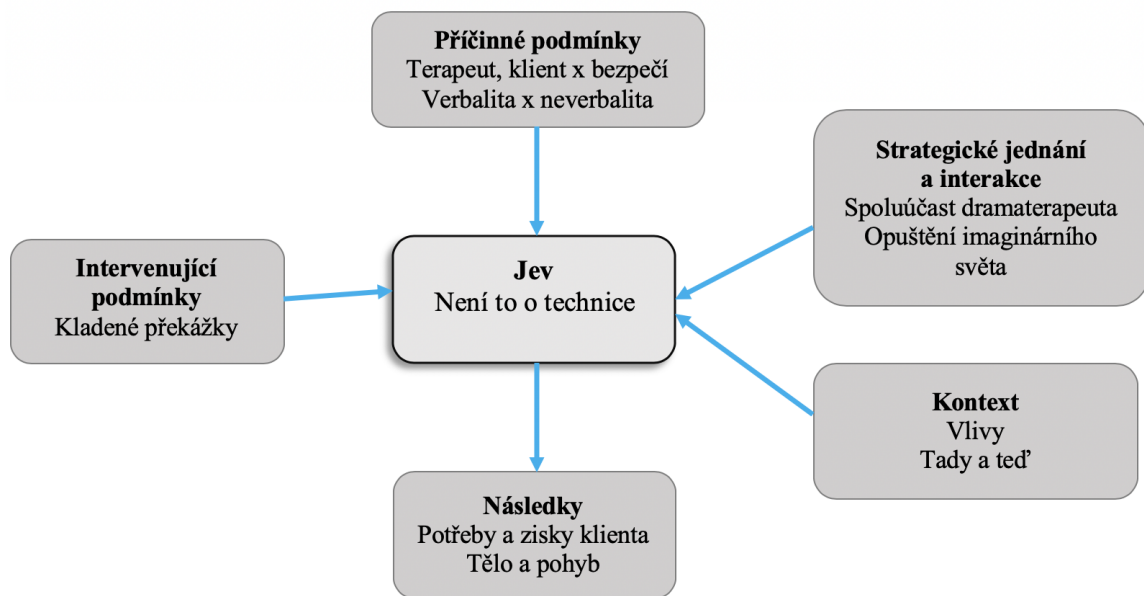 Příčinné podmínky
Terapeut, klient x bezpečí
Verbalita x neverbalita
Strategické jednání
a interakce
Spoluúčast dramaterapeuta
Opuštění imaginárního
světa
Intervenující
podmínky
Kladené překážky
Jev
Není to o technice
Kontext
Vlivy
Tady a teď
Následky
Potřeby a zisky klienta
Tělo a pohyb